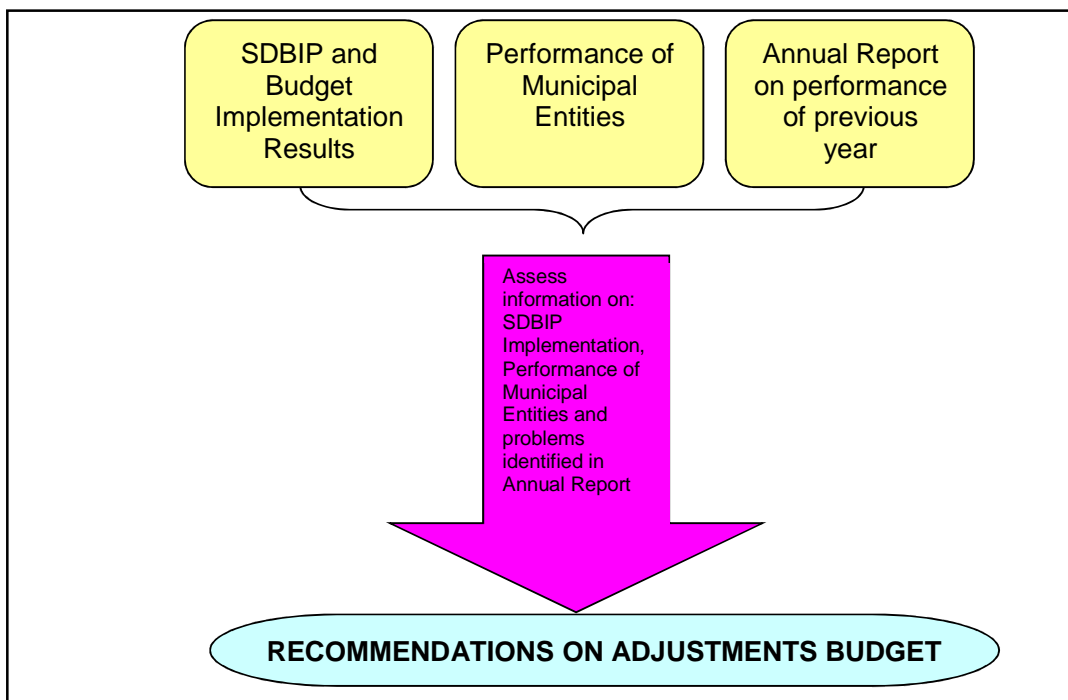 SDBIP and
Budget
Implementation
Results
Performance of
Municipal
Entities
Annual Report
on performance
of previous
year
Assess
information on:
SDBIP
Implementation,
Performance of
Municipal
Entities and
problems
identified in
Annual Report
RECOMMENDATIONS ON ADJUSTMENTS BUDGET